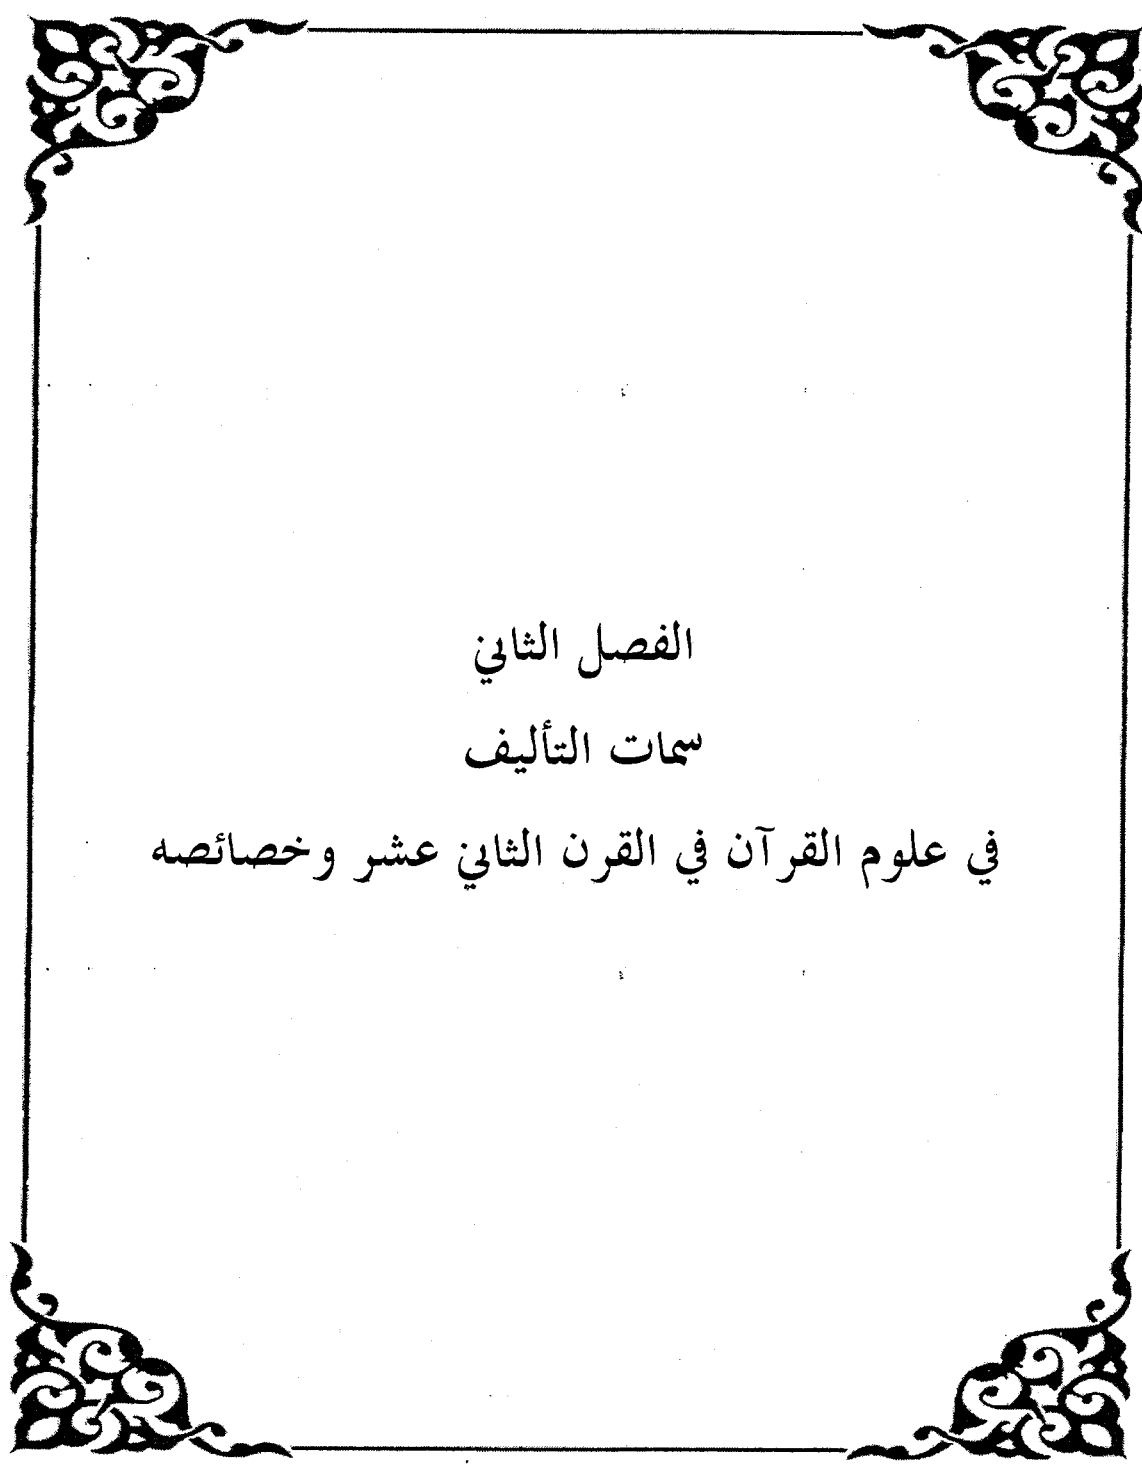 الفصل الثاني
سمات التأليف
في علوم القرآن في القرن الثاني عشر وخصائصه